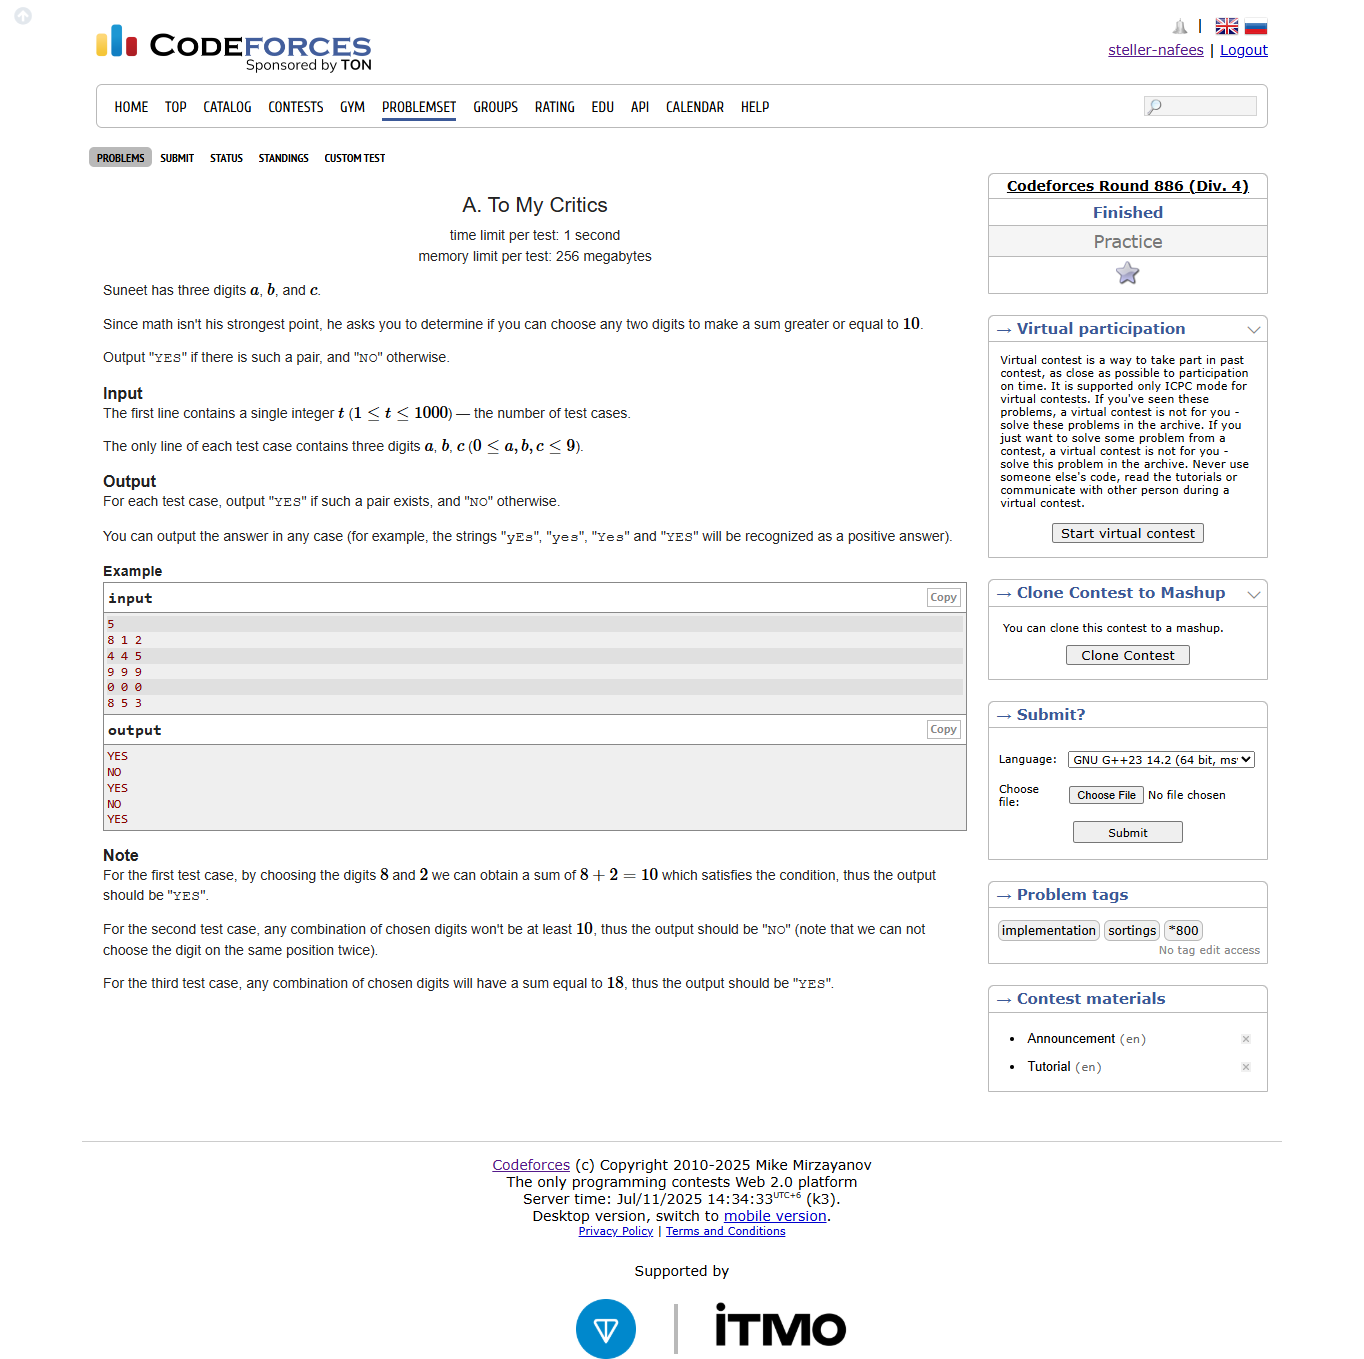 CODEFORCES
Sponsored by TON
|
steller-nafees | Logout
HOME TOP CATALOG CONTESTS GYM PROBLEMSET GROUPS RATING EDU API CALENDAR HELP
PROBLEMS SUBMIT STATUS STANDINGS CUSTOM TEST
A. To My Critics
time limit per test: 1 second
memory limit per test: 256 megabytes
Suneet has three digits a, b, and c.
Since math isn't his strongest point, he asks you to determine if you can choose any two digits to make a sum greater or equal to 10.
Output "YES" if there is such a pair, and "NO" otherwise.
Input
The first line contains a single integer t (1 ≤ t ≤ 1000) — the number of test cases.
The only line of each test case contains three digits a, b, c (0 ≤ a, b, c ≤ 9).
Output
For each test case, output "YES" if such a pair exists, and "NO" otherwise.
You can output the answer in any case (for example, the strings "yEs", "yes", "Yes" and "YES" will be recognized as a positive answer).
Example
input Copy
5
8 1 2
4 4 5
9 9 9
0 0 0
8 5 3
output Copy
YES
NO
YES
NO
YES
Note
For the first test case, by choosing the digits 8 and 2 we can obtain a sum of 8 + 2 = 10 which satisfies the condition, thus the output
should be "YES".
For the second test case, any combination of chosen digits won't be at least 10, thus the output should be "NO" (note that we can not
choose the digit on the same position twice).
For the third test case, any combination of chosen digits will have a sum equal to 18, thus the output should be "YES".
Codeforces Round 886 (Div. 4)
Finished
Practice
→ Virtual participation
Virtual contest is a way to take part in past
contest, as close as possible to participation
on time. It is supported only ICPC mode for
virtual contests. If you've seen these
problems, a virtual contest is not for you -
solve these problems in the archive. If you
just want to solve some problem from a
contest, a virtual contest is not for you -
solve this problem in the archive. Never use
someone else's code, read the tutorials or
communicate with other person during a
virtual contest.
Start virtual contest
→ Clone Contest to Mashup
You can clone this contest to a mashup.
Clone Contest
→ Submit?
Language: GNU G++23 14.2 (64 bit, ms
Choose
file: Choose File No file chosen
Submit
→ Problem tags
implementation sortings *800
No tag edit access
→ Contest materials
• Announcement (en) ×
• Tutorial (en) ×
Codeforces (c) Copyright 2010-2025 Mike Mirzayanov
The only programming contests Web 2.0 platform
Server time: Jul/11/2025 14:34:33UTC+6 (k3).
Desktop version, switch to mobile version.
Privacy Policy | Terms and Conditions
Supported by
iTMO